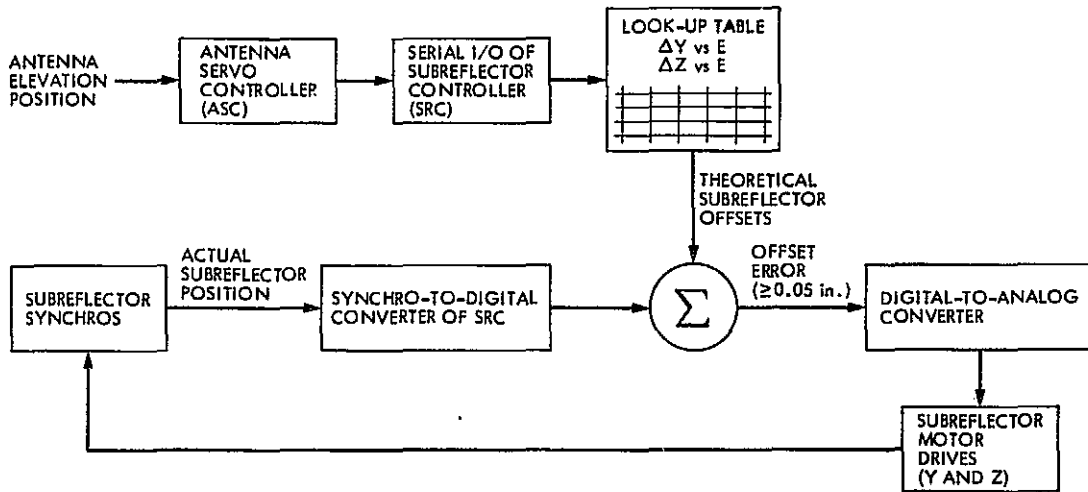 ANTENNA
ELEVATION
POSITION
ANTENNA
SERVO
CONTROLLER
(ASC)
SERIAL I/O OF
SUBREFLECTOR
CONTROLLER
(SRC)
LOOK-UP TABLE
ΔY vs E
ΔZ vs E
THEORETICAL
SUBREFLECTOR
OFFSETS
SUBREFLECTOR
SYNCHROS
ACTUAL
SUBREFLECTOR
POSITION
SYNCHRO-TO-DIGITAL
CONVERTER OF SRC
Σ
OFFSET
ERROR
(≥0.05 in.)
DIGITAL-TO-ANALOG
CONVERTER
SUBREFLECTOR
MOTOR
DRIVES
(Y AND Z)